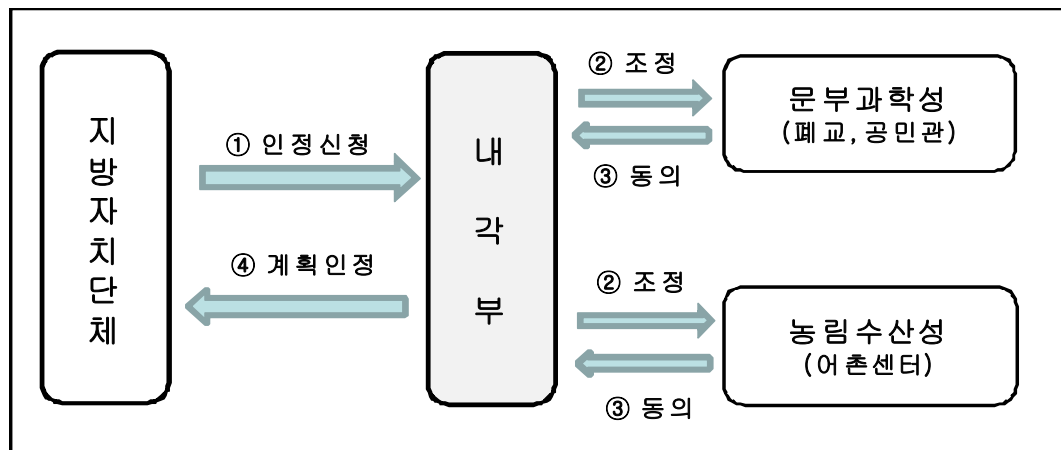 지방자치단체
① 인정신청
④ 계획인정
내각부
② 조정
③ 동의
문부과학성
(폐교, 공민관)
② 조정
③ 동의
농림수산성
(어촌센터)